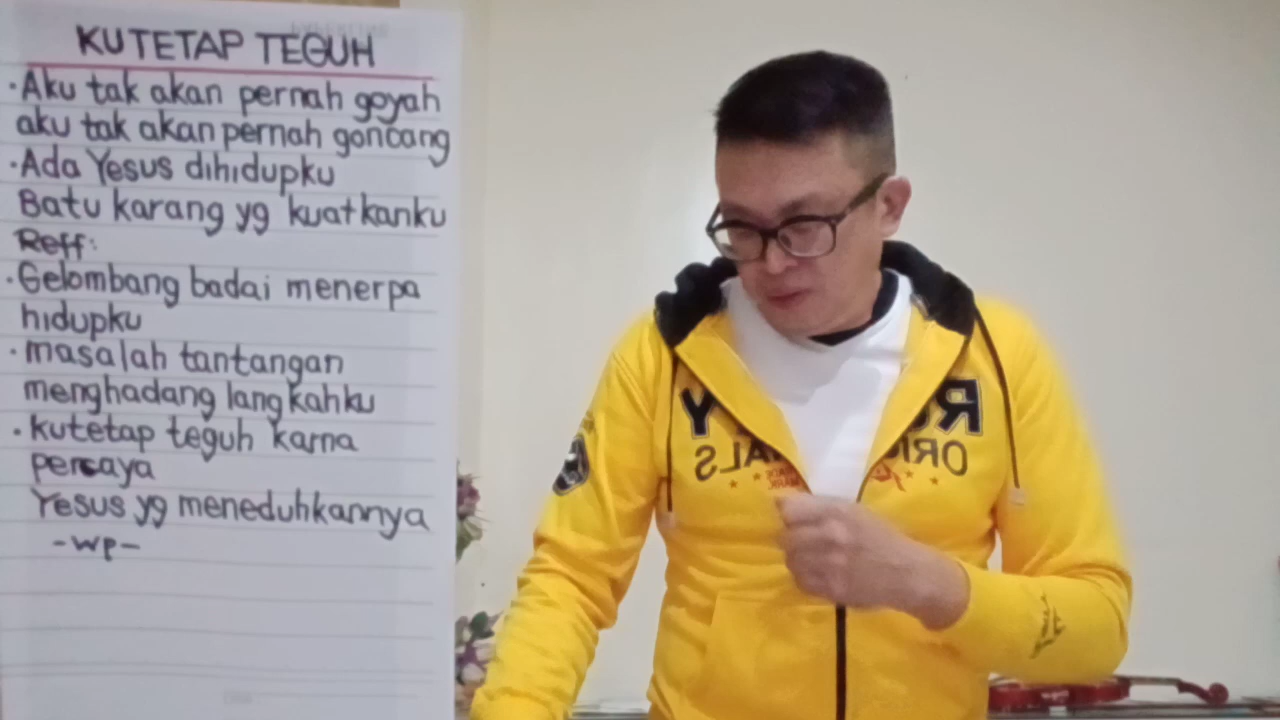 KUTETAP TEGUH
·Aku tak akan pernah goyah
aku tak akan pernah goncang
·Ada Yesus dihidupku
Batu karang yg kuatkanku
Reff:
·Gelombang badai menerpa
hidupku
·masalah tantangan
menghadang langkahku
·kutetap teguh karna
percaya
Yesus yg meneduhkannya
-WP-